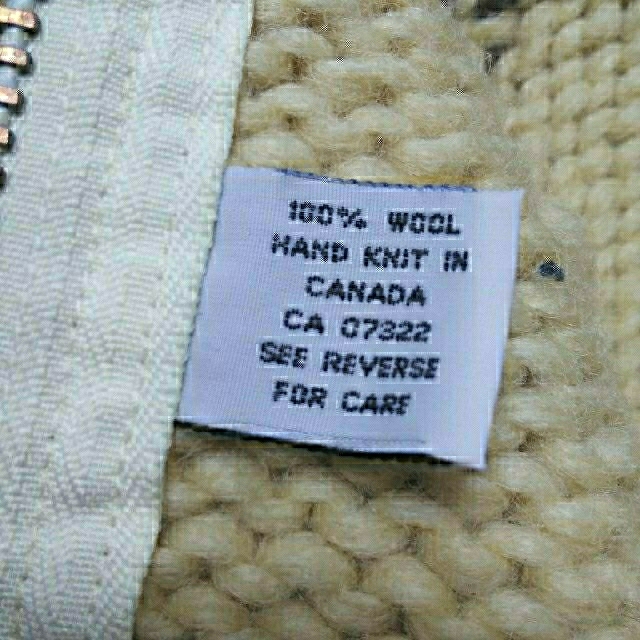 100% WOOL
HAND KNIT IN
CANADA
CA 07322
SEE REVERSE
FOR CARE